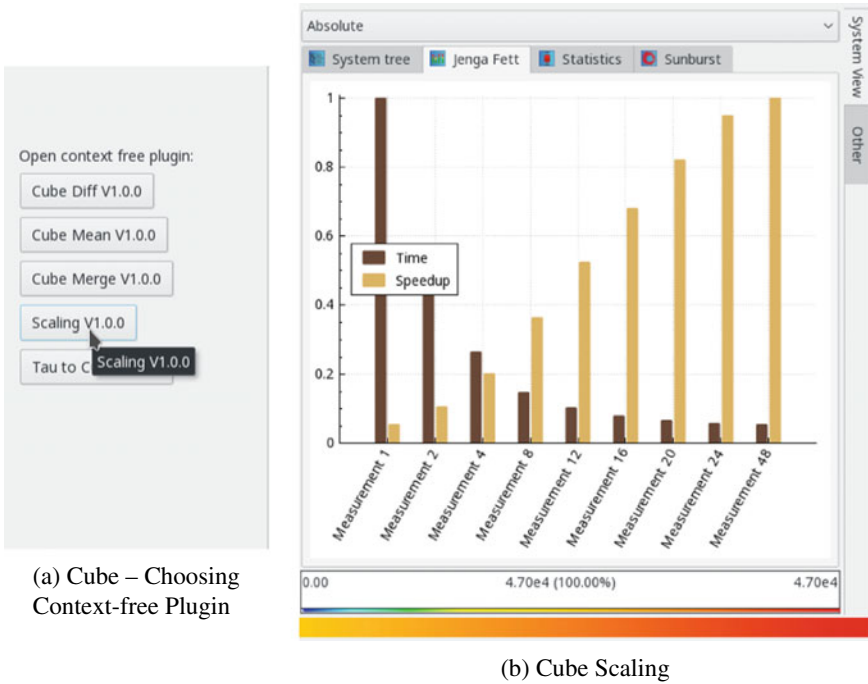 Open context free plugin:
Cube Diff V1.0.0
Cube Mean V1.0.0
Cube Merge V1.0.0
Scaling V1.0.0
Scaling V1.0.0
Tau to C
(a) Cube – Choosing
Context-free Plugin
Absolute
System tree
Jenga Fett
Statistics
Sunburst
System View
Other
1
0.8
0.6
0.4
0.2
0
Time
Speedup
Measurement 1
Measurement 2
Measurement 4
Measurement 8
Measurement 12
Measurement 16
Measurement 20
Measurement 24
Measurement 48
0.00
4.70e4 (100.00%)
4.70e4
(b) Cube Scaling